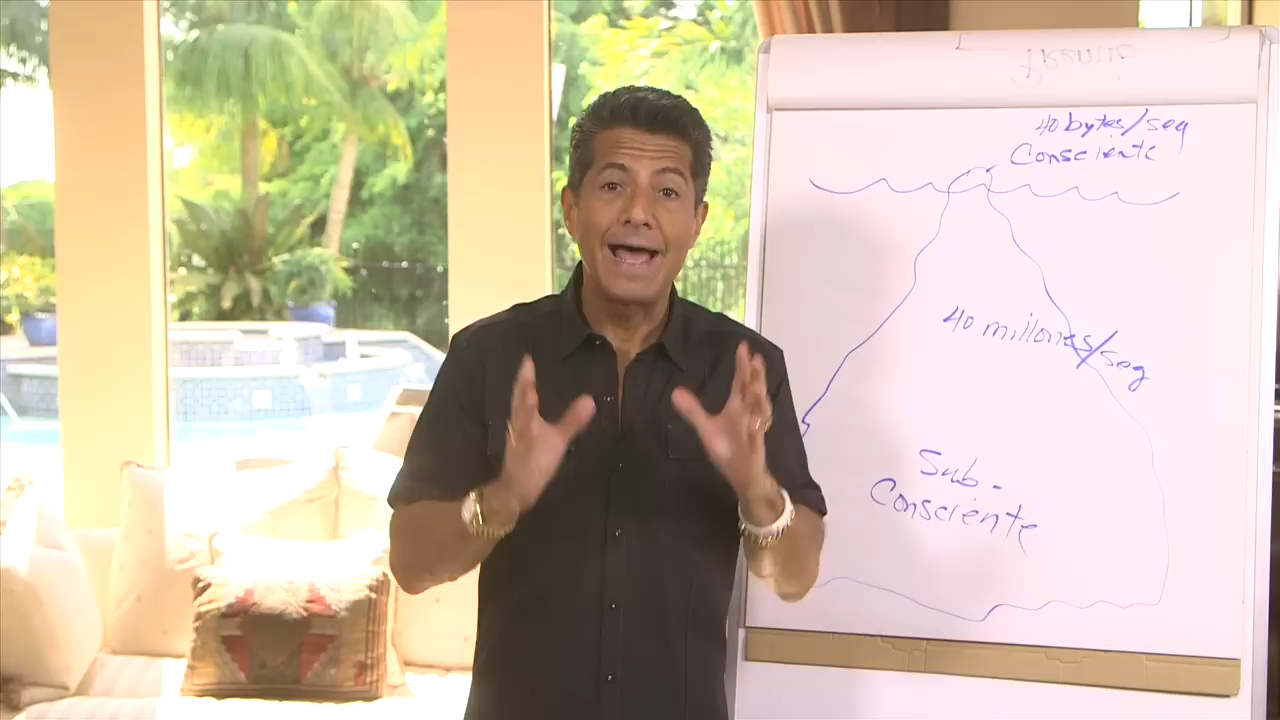 40 bytes/seg
Consciente
40 millones/seg
Sub-
Consciente